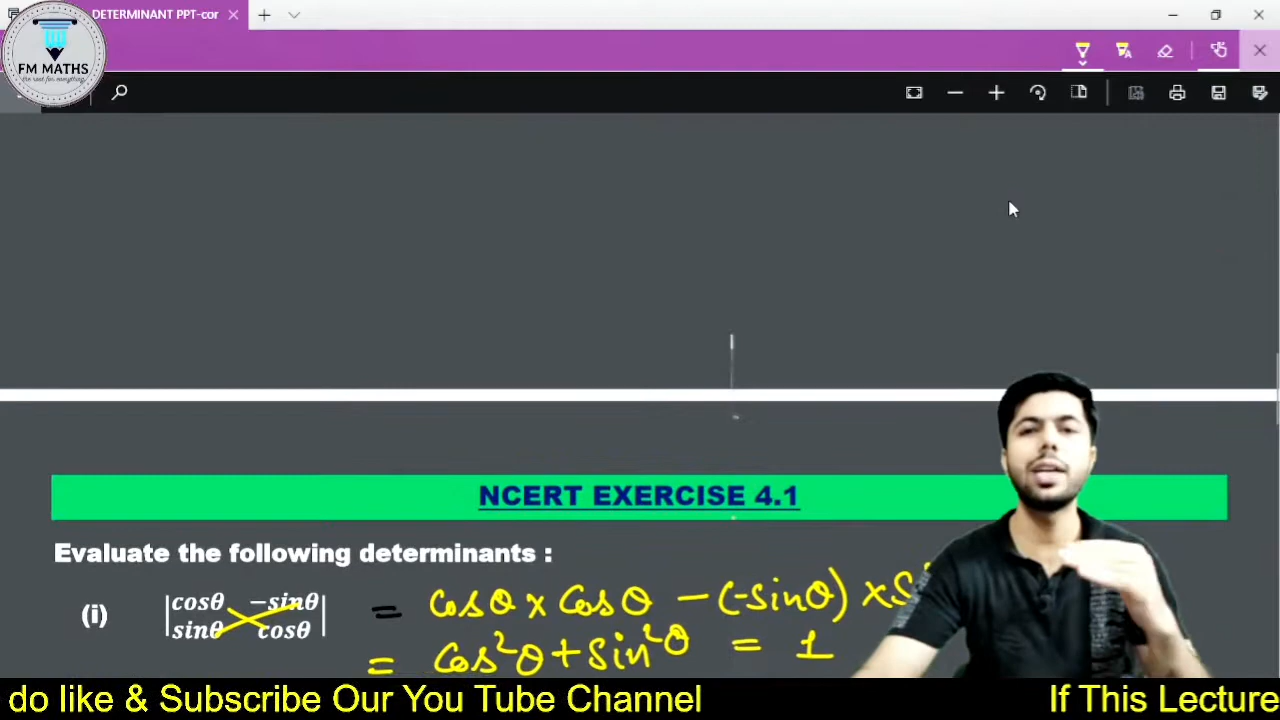 DETERMINANT PPT-cor
FM MATHS
NCERT EXERCISE 4.1
Evaluate the following determinants :
(i) |cosθ −sinθ| = cosθ × cosθ − (-sinθ) ×
|sinθ cosθ|
= cos²θ + sin²θ = 1
do like & Subscribe Our You Tube Channel If This Lecture